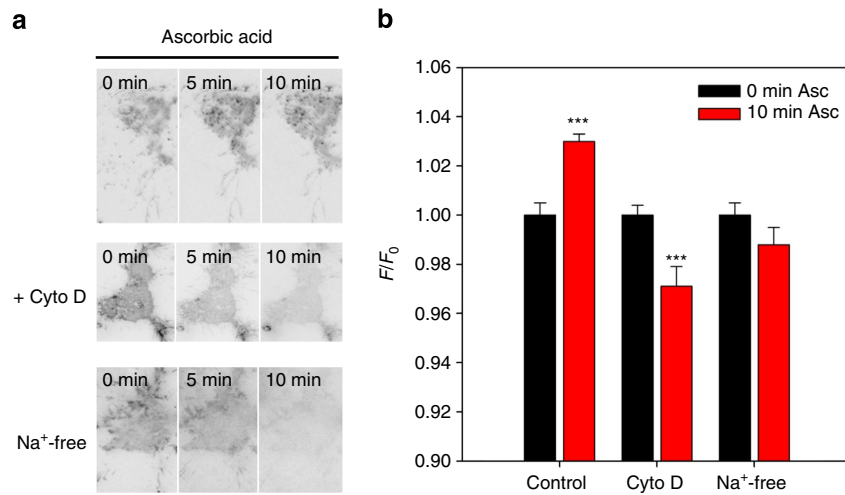 a
Ascorbic acid
0 min 5 min 10 min
+ Cyto D
0 min 5 min 10 min
Na⁺-free
0 min 5 min 10 min
b
1.06
1.04
1.02
1.00
0.98
0.96
0.94
0.92
0.90
F/F₀
0 min Asc
10 min Asc
***
***
Control Cyto D Na⁺-free